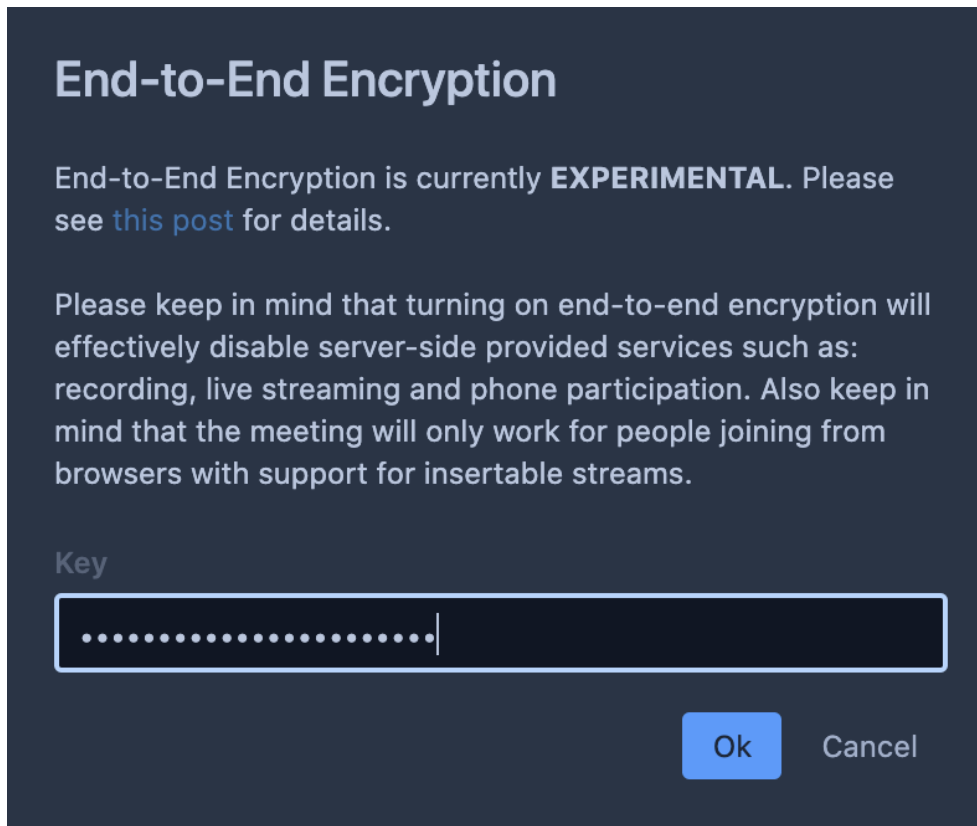 End-to-End Encryption
End-to-End Encryption is currently EXPERIMENTAL. Please
see this post for details.
Please keep in mind that turning on end-to-end encryption will
effectively disable server-side provided services such as:
recording, live streaming and phone participation. Also keep in
mind that the meeting will only work for people joining from
browsers with support for insertable streams.
Key
•••••••••••••••••••••••
Ok Cancel